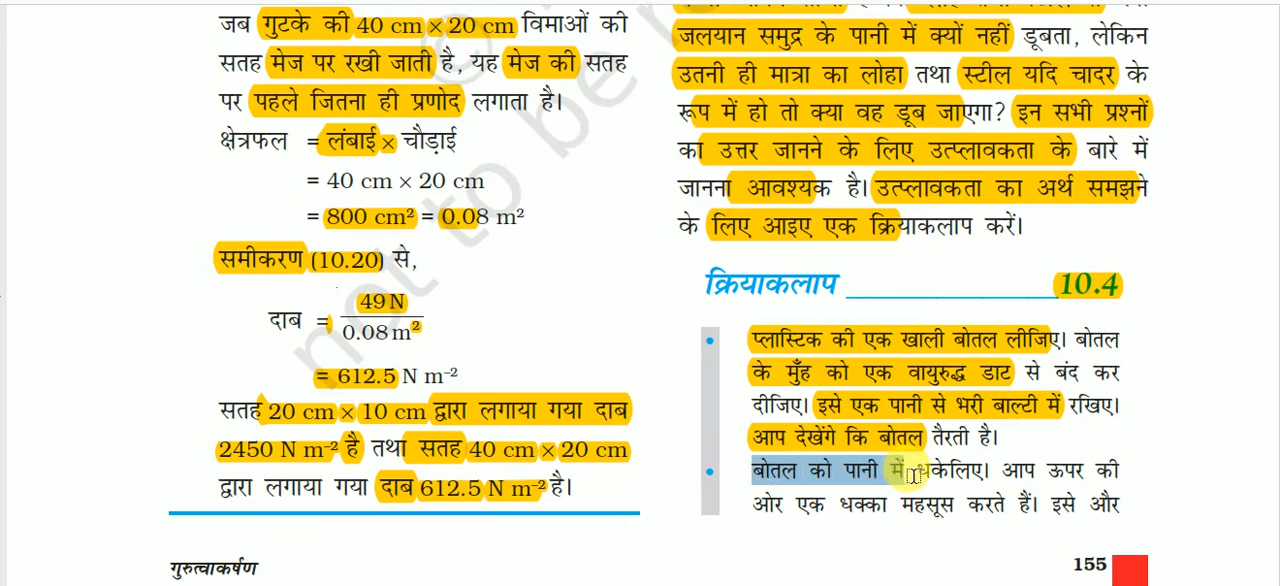 जब गुटके की 40 cm × 20 cm विमाओं की
सतह मेज पर रखी जाती है, यह मेज की सतह
पर पहले जितना ही प्रणोद लगाता है।
क्षेत्रफल = लंबाई × चौड़ाई
= 40 cm × 20 cm
= 800 cm² = 0.08 m²
समीकरण (10.20) से,
दाब = 49 N / 0.08 m²
= 612.5 N m⁻²
सतह 20 cm × 10 cm द्वारा लगाया गया दाब
2450 N m⁻² है तथा सतह 40 cm × 20 cm
द्वारा लगाया गया दाब 612.5 N m⁻² है।
जलयान समुद्र के पानी में क्यों नहीं डूबता, लेकिन
उतनी ही मात्रा का लोहा तथा स्टील यदि चादर के
रूप में हो तो क्या वह डूब जाएगा? इन सभी प्रश्नों
का उत्तर जानने के लिए उत्प्लावकता के बारे में
जानना आवश्यक है। उत्प्लावकता का अर्थ समझने
के लिए आइए एक क्रियाकलाप करें।
क्रियाकलाप ______________ 10.4
• प्लास्टिक की एक खाली बोतल लीजिए। बोतल
के मुँह को एक वायुरुद्ध डाट से बंद कर
दीजिए। इसे एक पानी से भरी बाल्टी में रखिए।
आप देखेंगे कि बोतल तैरती है।
• बोतल को पानी में धकेलिए। आप ऊपर की
ओर एक धक्का महसूस करते हैं। इसे और
गुरुत्वाकर्षण
155
not to be